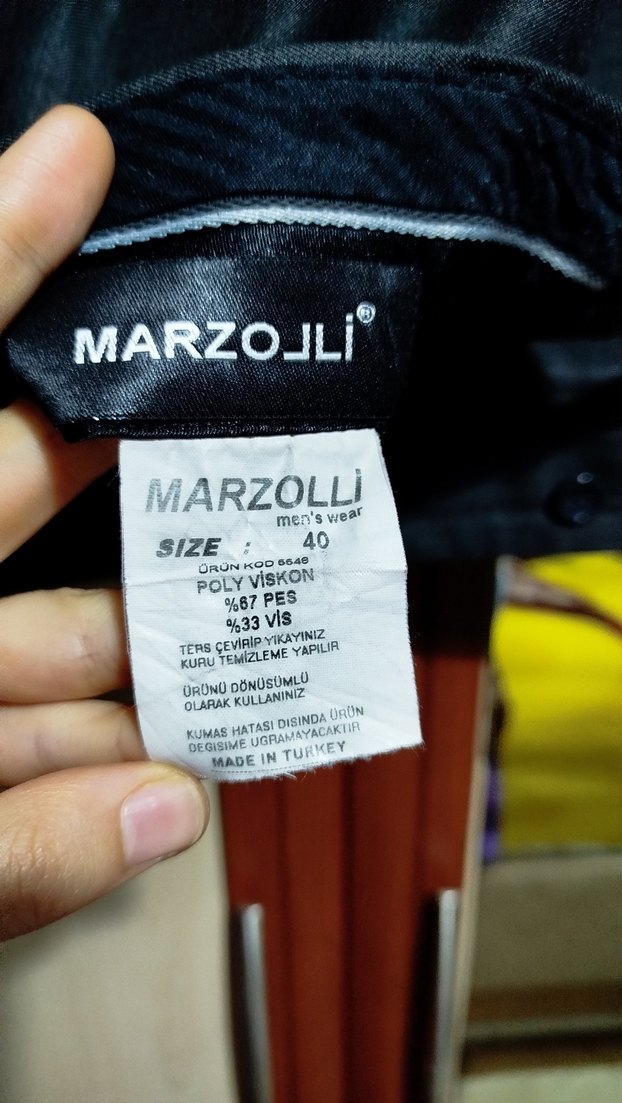 MARZOLLİ®
MARZOLLİ
men's wear
SIZE : 40
ÜRÜN KOD 5548
POLY VİSKON
%67 PES
%33 VİS
TERS ÇEVİRİP YIKAYINIZ
KURU TEMİZLEME YAPILIR
ÜRÜNÜ DÖNÜSÜMLÜ
OLARAK KULLANINIZ
KUMAS HATASI DISINDA ÜRÜN
DEGISIME UGRAMAYACAKTIR
MADE IN TURKEY